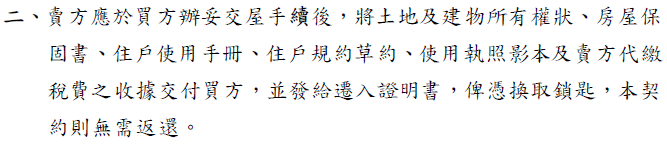 二、賣方應於買方辦妥交屋手續後，將土地及建物所有權狀、房屋保
固書、住戶使用手冊、住戶規約草約、使用執照影本及賣方代繳
稅費之收據交付買方，並發給遷入證明書，俾憑換取鎖匙，本契
約則無需返還。